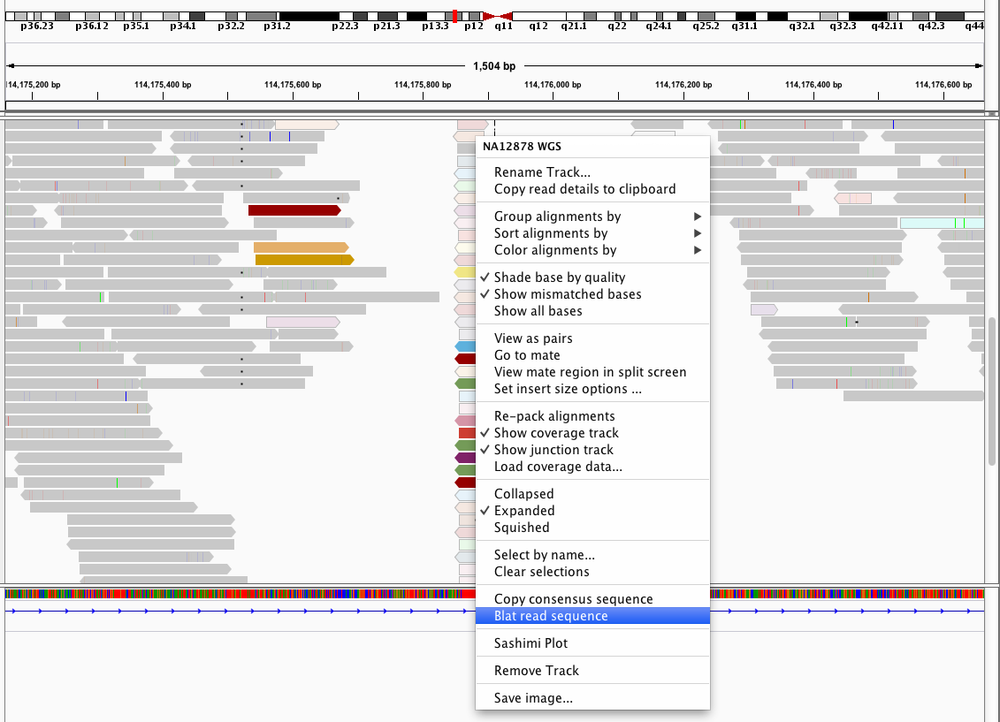 p36.23 p36.12 p35.1 p34.2 p32.2 p31.2 p22.3 p21.3 p13.3 p12 q11 q12 q21.1 q22 q24.1 q25.2 q31.1 q32.1 q42.11 q42.3 q44
1,504 bp
114,175,200 bp 114,175,400 bp 114,175,600 bp 114,175,800 bp 114,176,000 bp 114,176,200 bp 114,176,400 bp 114,176,600 bp
NA12878 WGS
Rename Track...
Copy read details to clipboard
Group alignments by
Sort alignments by
Color alignments by
Shade base by quality
Show mismatched bases
Show all bases
View as pairs
Go to mate
View mate region in split screen
Set insert size options ...
Re-pack alignments
Show coverage track
Show junction track
Load coverage data...
Collapsed
Expanded
Squished
Select by name...
Clear selections
Copy consensus sequence
Blat read sequence
Sashimi Plot
Remove Track
Save image...